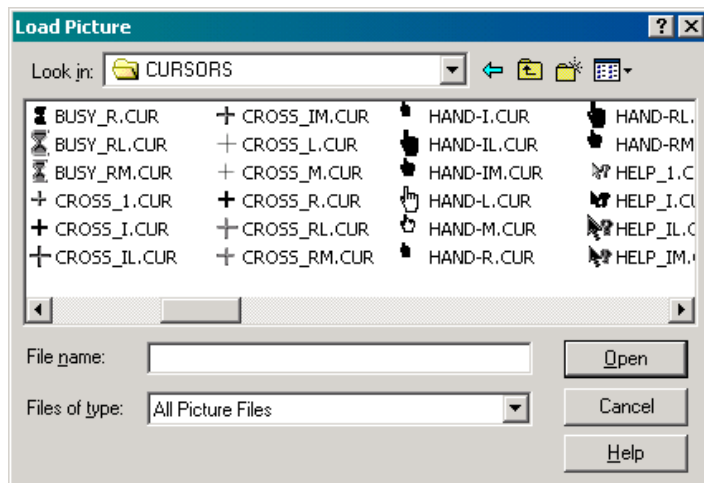 Load Picture
Look in: CURSORS
BUSY_R.CUR
BUSY_RL.CUR
BUSY_RM.CUR
CROSS_1.CUR
CROSS_I.CUR
CROSS_IL.CUR
CROSS_IM.CUR
CROSS_L.CUR
CROSS_M.CUR
CROSS_R.CUR
CROSS_RL.CUR
CROSS_RM.CUR
HAND-I.CUR
HAND-IL.CUR
HAND-IM.CUR
HAND-L.CUR
HAND-M.CUR
HAND-R.CUR
HAND-RL.
HAND-RM
HELP_1.C
HELP_I.CU
HELP_IL.C
HELP_IM.
File name:
Open
Files of type: All Picture Files
Cancel
Help